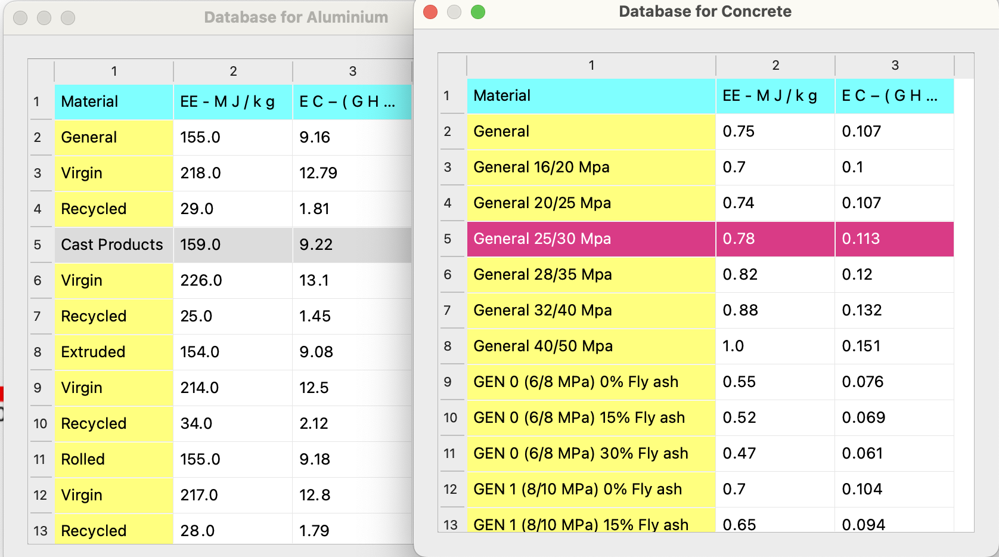 Database for Aluminium
1 2 3
1 Material EE - M J / k g E C – ( G H ...
2 General 155.0 9.16
3 Virgin 218.0 12.79
4 Recycled 29.0 1.81
5 Cast Products 159.0 9.22
6 Virgin 226.0 13.1
7 Recycled 25.0 1.45
8 Extruded 154.0 9.08
9 Virgin 214.0 12.5
10 Recycled 34.0 2.12
11 Rolled 155.0 9.18
12 Virgin 217.0 12.8
13 Recycled 28.0 1.79
Database for Concrete
1 2 3
1 Material EE - M J / k g E C – ( G H ...
2 General 0.75 0.107
3 General 16/20 Mpa 0.7 0.1
4 General 20/25 Mpa 0.74 0.107
5 General 25/30 Mpa 0.78 0.113
6 General 28/35 Mpa 0.82 0.12
7 General 32/40 Mpa 0.88 0.132
8 General 40/50 Mpa 1.0 0.151
9 GEN 0 (6/8 MPa) 0% Fly ash 0.55 0.076
10 GEN 0 (6/8 MPa) 15% Fly ash 0.52 0.069
11 GEN 0 (6/8 MPa) 30% Fly ash 0.47 0.061
12 GEN 1 (8/10 MPa) 0% Fly ash 0.7 0.104
13 GEN 1 (8/10 MPa) 15% Fly ash 0.65 0.094